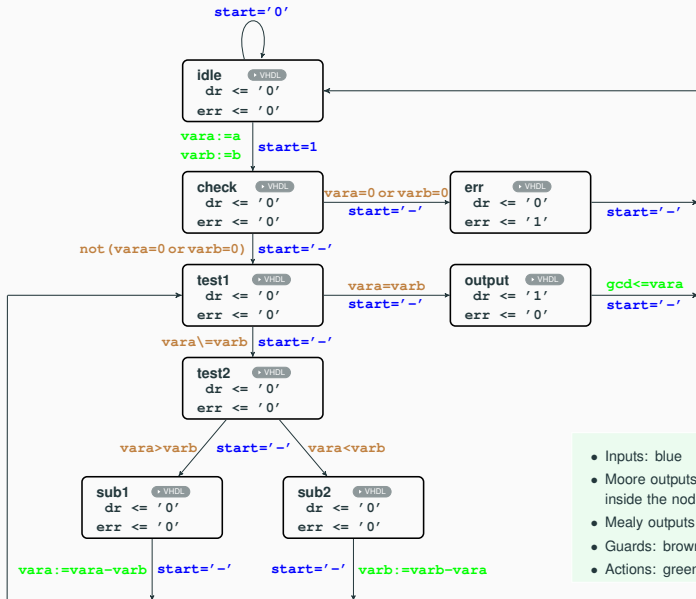 start='0'
idle VHDL
dr <= '0'
err <= '0'
vara:=a
varb:=b
start=1
check VHDL
dr <= '0'
err <= '0'
vara=0 or varb=0
start='-'
err VHDL
dr <= '0'
err <= '1'
start='-'
not(vara=0 or varb=0)
start='-'
test1 VHDL
dr <= '0'
err <= '0'
vara=varb
start='-'
output VHDL
dr <= '1'
err <= '0'
gcd<=vara
start='-'
vara\=varb
start='-'
test2 VHDL
dr <= '0'
err <= '0'
vara>varb
start='-'
vara<varb
sub1 VHDL
dr <= '0'
err <= '0'
sub2 VHDL
dr <= '0'
err <= '0'
vara:=vara-varb
start='-'
start='-'
varb:=varb-vara
• Inputs: blue
• Moore outputs
inside the nod
• Mealy outputs
• Guards: brown
• Actions: green